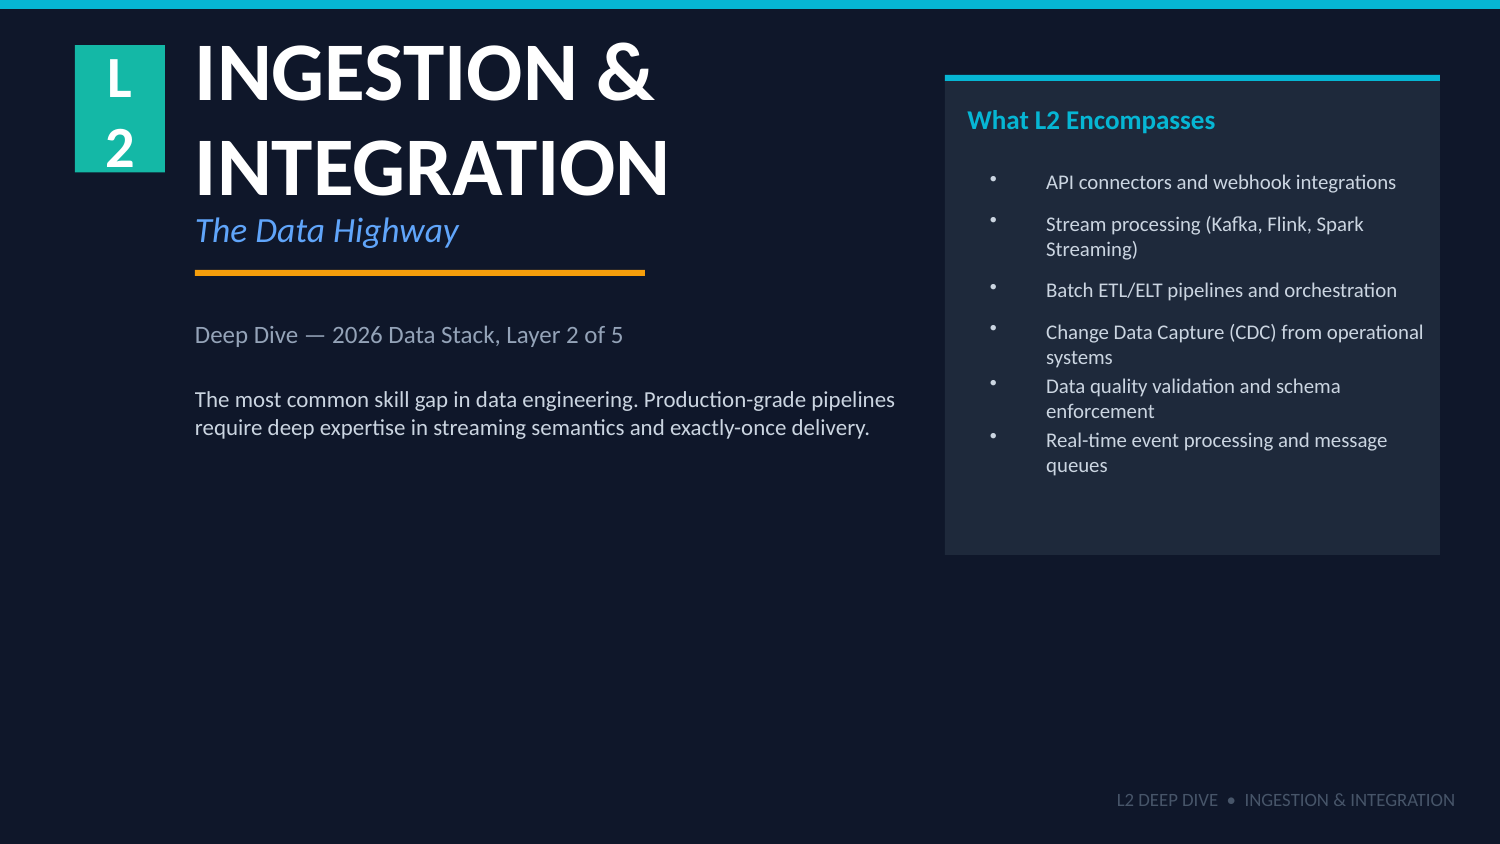 L
2
INGESTION &
INTEGRATION
The Data Highway
Deep Dive — 2026 Data Stack, Layer 2 of 5
The most common skill gap in data engineering. Production-grade pipelines
require deep expertise in streaming semantics and exactly-once delivery.
What L2 Encompasses
• API connectors and webhook integrations
• Stream processing (Kafka, Flink, Spark
Streaming)
• Batch ETL/ELT pipelines and orchestration
• Change Data Capture (CDC) from operational
systems
• Data quality validation and schema
enforcement
• Real-time event processing and message
queues
L2 DEEP DIVE • INGESTION & INTEGRATION